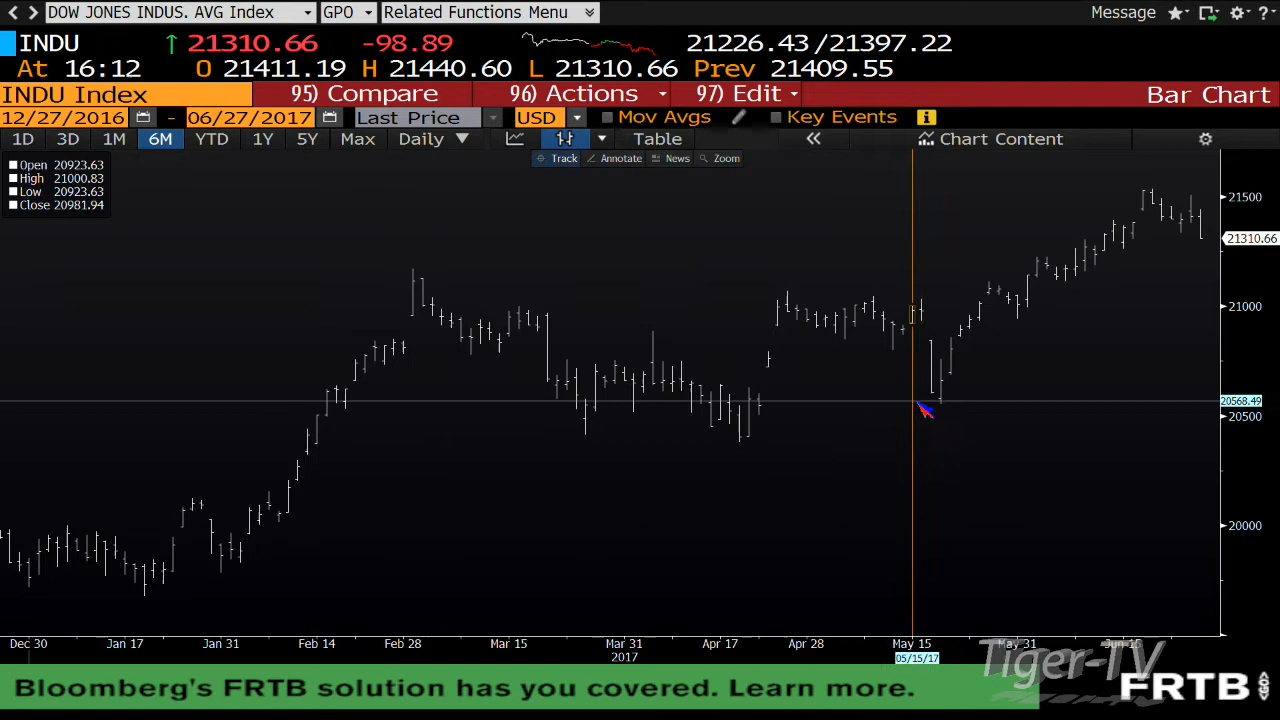 DOW JONES INDUS. AVG Index GPO Related Functions Menu Message ?
INDU 21310.66 -98.89 21226.43/21397.22
At 16:12 O 21411.19 H 21440.60 L 21310.66 Prev 21409.55
INDU Index 95) Compare 96) Actions 97) Edit Bar Chart
12/27/2016 - 06/27/2017 Last Price USD Mov Avgs Key Events i
1D 3D 1M 6M YTD 1Y 5Y Max Daily Table Chart Content
Track Annotate News Zoom
Open 20923.63
High 21000.83
Low 20923.63
Close 20981.94
21500
21310.66
21000
20568.49
20500
20000
Dec 30 Jan 17 Jan 31 Feb 14 Feb 28 Mar 15 Mar 31 Apr 17 Apr 28 May 15 May 31 Jun 15
2017 05/15/17
Tiger-TV
Bloomberg's FRTB solution has you covered. Learn more. FRTB <GO>